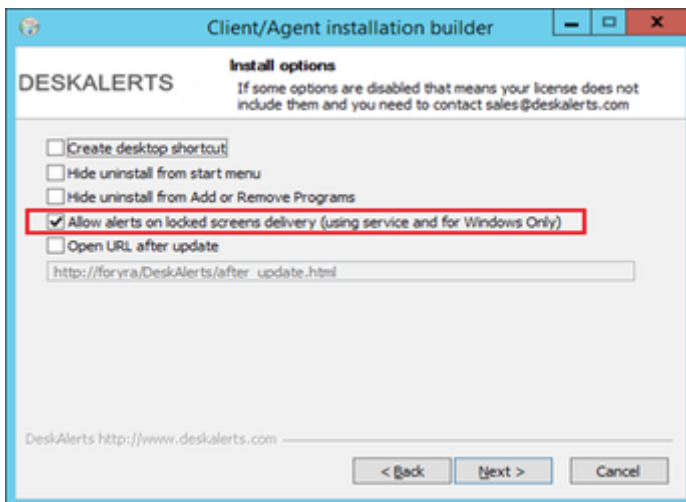 Client/Agent installation builder
DESKALERTS
Install options
If some options are disabled that means your license does not
include them and you need to contact sales@deskalerts.com
Create desktop shortcut
Hide uninstall from start menu
Hide uninstall from Add or Remove Programs
Allow alerts on locked screens delivery (using service and for Windows Only)
Open URL after update
http://foryra/DeskAlerts/after_update.html
DeskAlerts http://www.deskalerts.com
< Back Next > Cancel